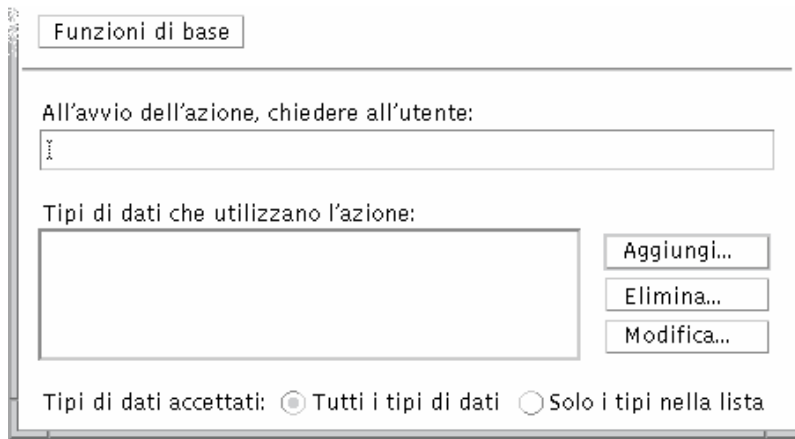 Funzioni di base
All'avvio dell'azione, chiedere all'utente:
Tipi di dati che utilizzano l'azione:
Aggiungi...
Elimina...
Modifica...
Tipi di dati accettati: Tutti i tipi di dati Solo i tipi nella lista